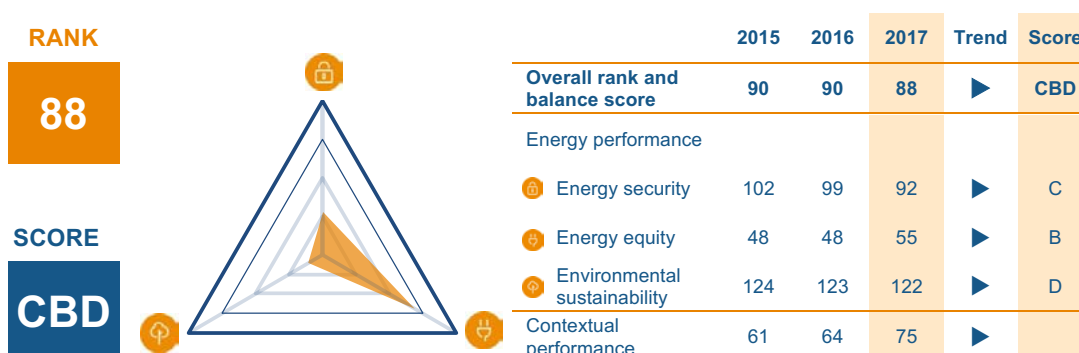 RANK
88
SCORE
CBD
2015 2016 2017 Trend Score
Overall rank and
balance score
90 90 88 CBD
Energy performance
Energy security 102 99 92 C
Energy equity 48 48 55 B
Environmental
sustainability
124 123 122 D
Contextual
performance
61 64 75